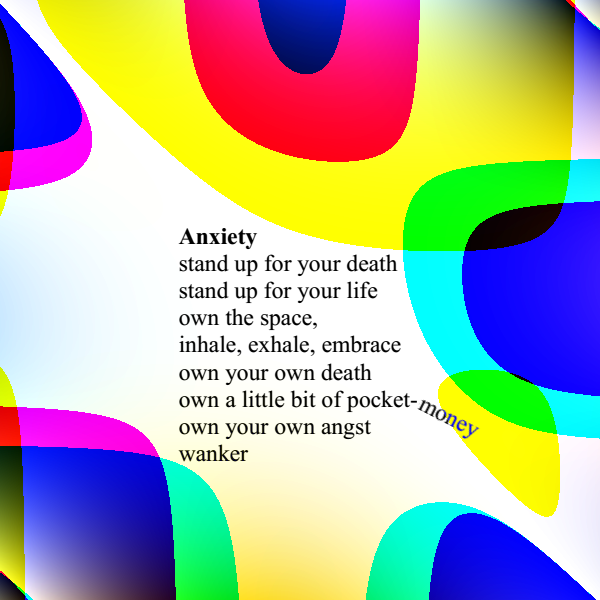 Anxiety
stand up for your death
stand up for your life
own the space,
inhale, exhale, embrace
own your own death
own a little bit of pocket-money
own your own angst
wanker